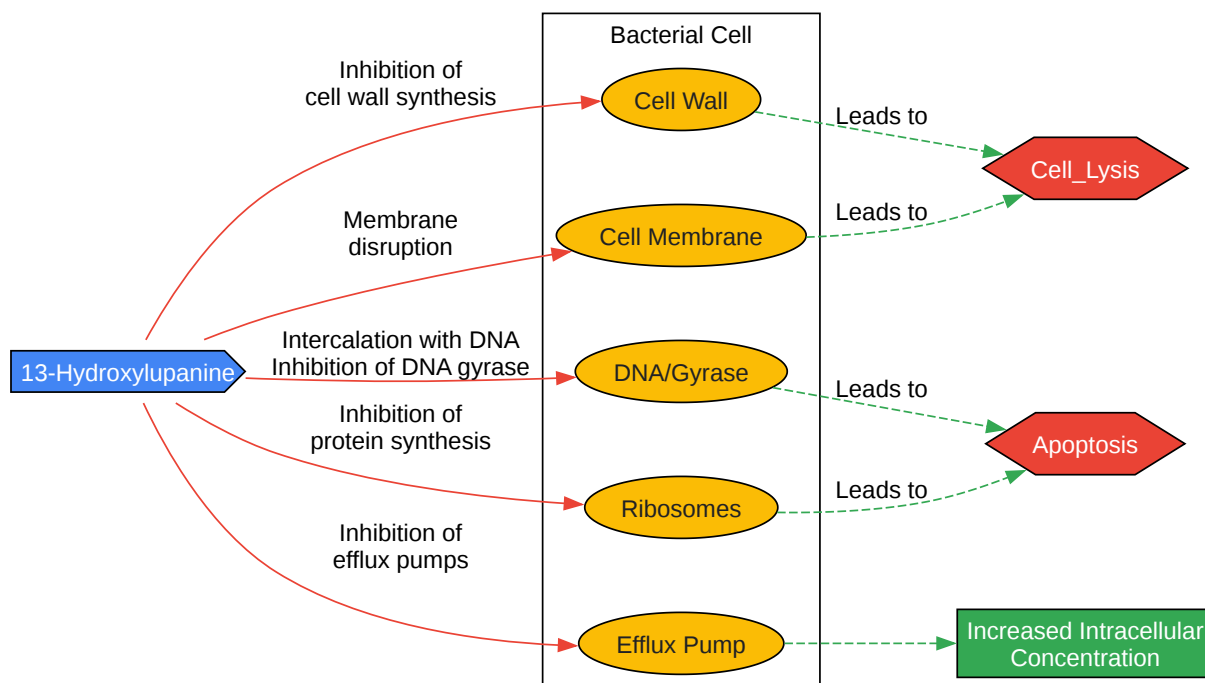 Bacterial Cell
Inhibition of
cell wall synthesis
Cell Wall
Leads to
Cell_Lysis
Membrane
disruption
Cell Membrane
Leads to
13-Hydroxylupanine
Intercalation with DNA
Inhibition of DNA gyrase
DNA/Gyrase
Leads to
Apoptosis
Inhibition of
protein synthesis
Ribosomes
Leads to
Inhibition of
efflux pumps
Efflux Pump
Increased Intracellular
Concentration